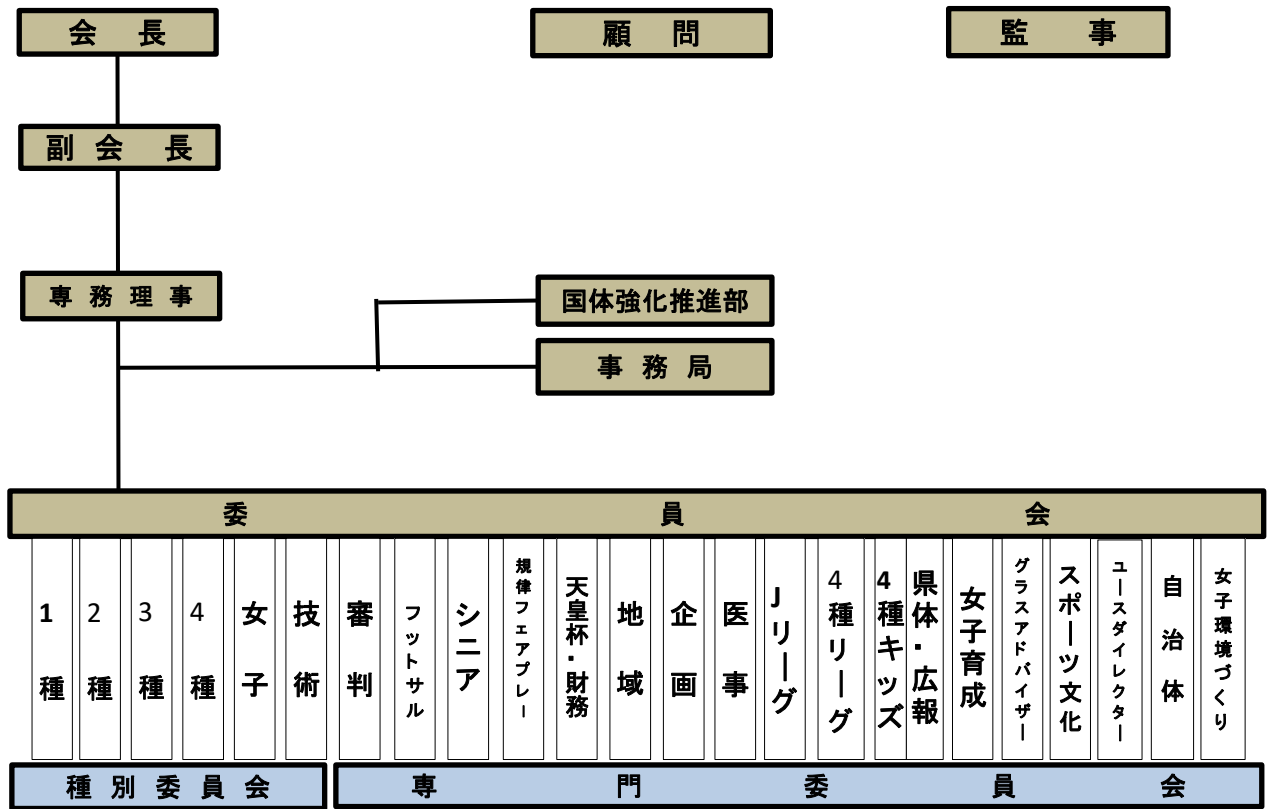 会長
顧問
監事
副会長
専務理事
国体強化推進部
事務局
委員会
1種
2種
3種
4種
女子
技術
審判
フットサル
シニア
規律フェアプレー
天皇杯・財務
地域
企画
医事
Jリーグ
4種リーグ
4種キッズ
県体・広報
女子育成
グラスアドバイザー
スポーツ文化
ユースダイレクター
自治体
女子環境づくり
種別委員会
専門委員会